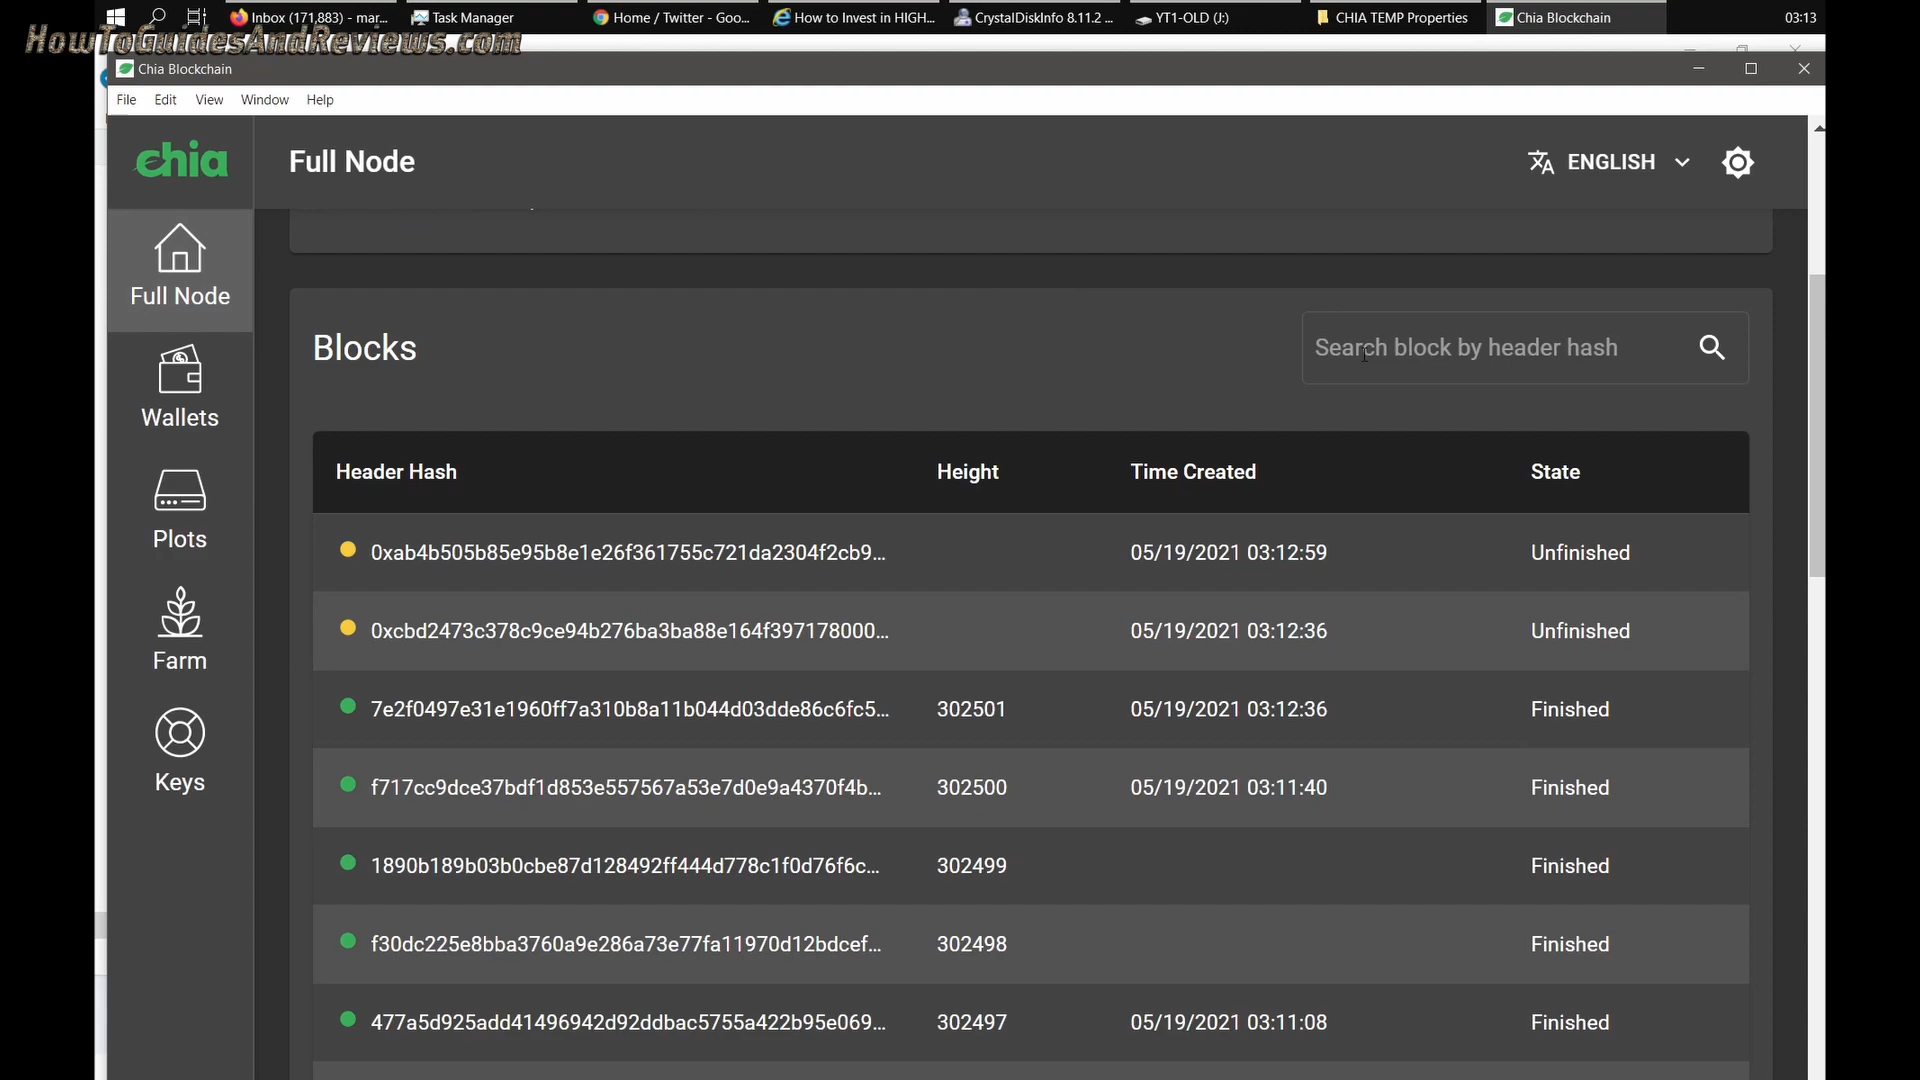 Inbox (171,883) - mar...
Task Manager
Home / Twitter - Goo...
How to Invest in HIGH...
CrystalDiskInfo 8.11.2 ...
YT1-OLD (J:)
CHIA TEMP Properties
Chia Blockchain
03:13
HowToGuidesAndReviews.com
Chia Blockchain
File Edit View Window Help
chia
Full Node
ENGLISH
Full Node
Wallets
Plots
Farm
Keys
Blocks
Search block by header hash
Header Hash Height Time Created State
0xab4b505b85e95b8e1e26f361755c721da2304f2cb9... 05/19/2021 03:12:59 Unfinished
0xcbd2473c378c9ce94b276ba3ba88e164f397178000... 05/19/2021 03:12:36 Unfinished
7e2f0497e31e1960ff7a310b8a11b044d03dde86c6fc5... 302501 05/19/2021 03:12:36 Finished
f717cc9dce37bdf1d853e557567a53e7d0e9a4370f4b... 302500 05/19/2021 03:11:40 Finished
1890b189b03b0cbe87d128492ff444d778c1f0d76f6c... 302499 Finished
f30dc225e8bba3760a9e286a73e77fa11970d12bdcef... 302498 Finished
477a5d925add41496942d92ddbac5755a422b95e069... 302497 05/19/2021 03:11:08 Finished